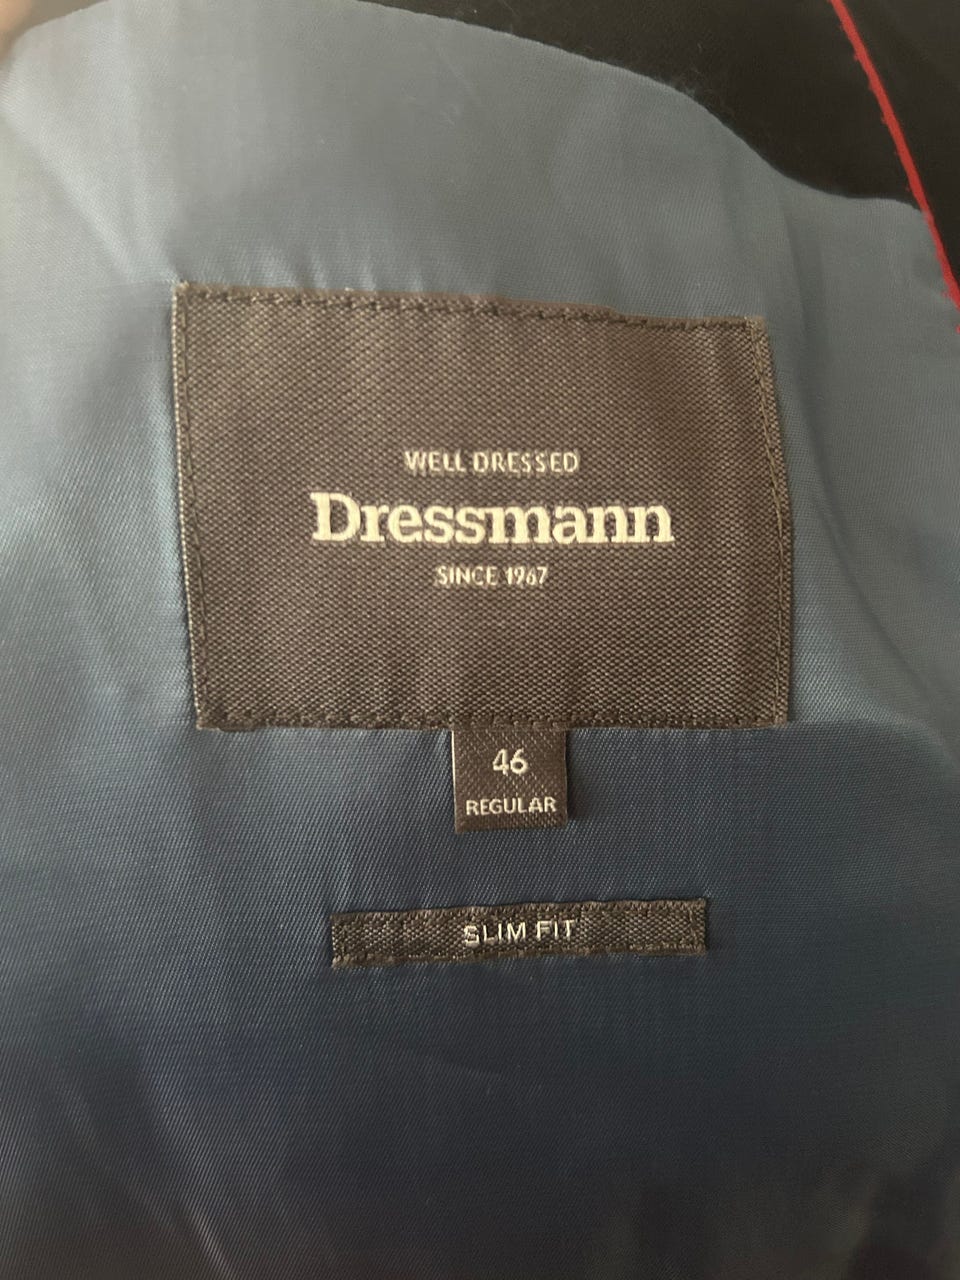 WELL DRESSED
Dressmann
SINCE 1967
46
REGULAR
SLIM FIT